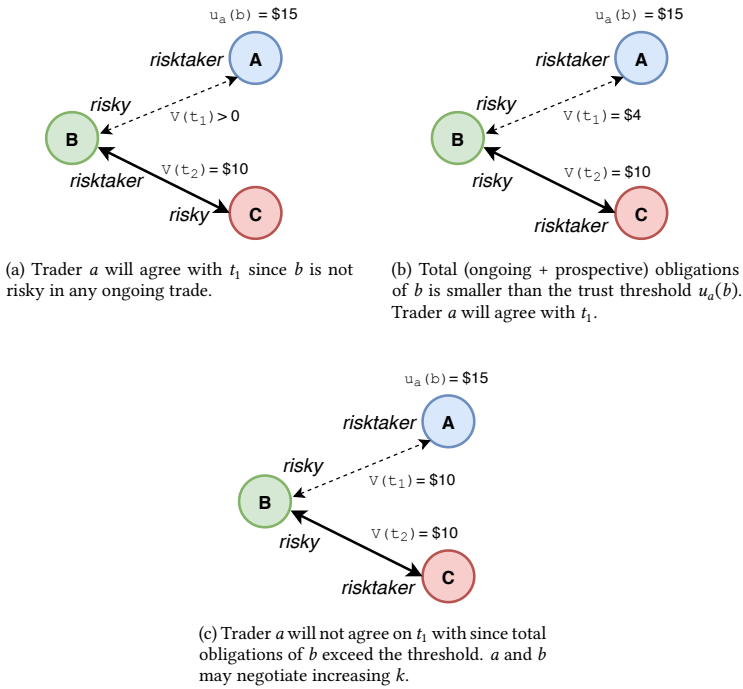 u_a(b) = $15
risktaker A
risky
V(t_1) > 0
B
V(t_2) = $10
risktaker
risky C
(a) Trader a will agree with t_1 since b is not
risky in any ongoing trade.
u_a(b) = $15
risktaker A
risky
V(t_1) = $4
B
V(t_2) = $10
risky
risktaker C
(b) Total (ongoing + prospective) obligations
of b is smaller than the trust threshold u_a(b).
Trader a will agree with t_1.
u_a(b) = $15
risktaker A
risky
V(t_1) = $10
B
V(t_2) = $10
risky
risktaker C
(c) Trader a will not agree on t_1 with since total
obligations of b exceed the threshold. a and b
may negotiate increasing k.